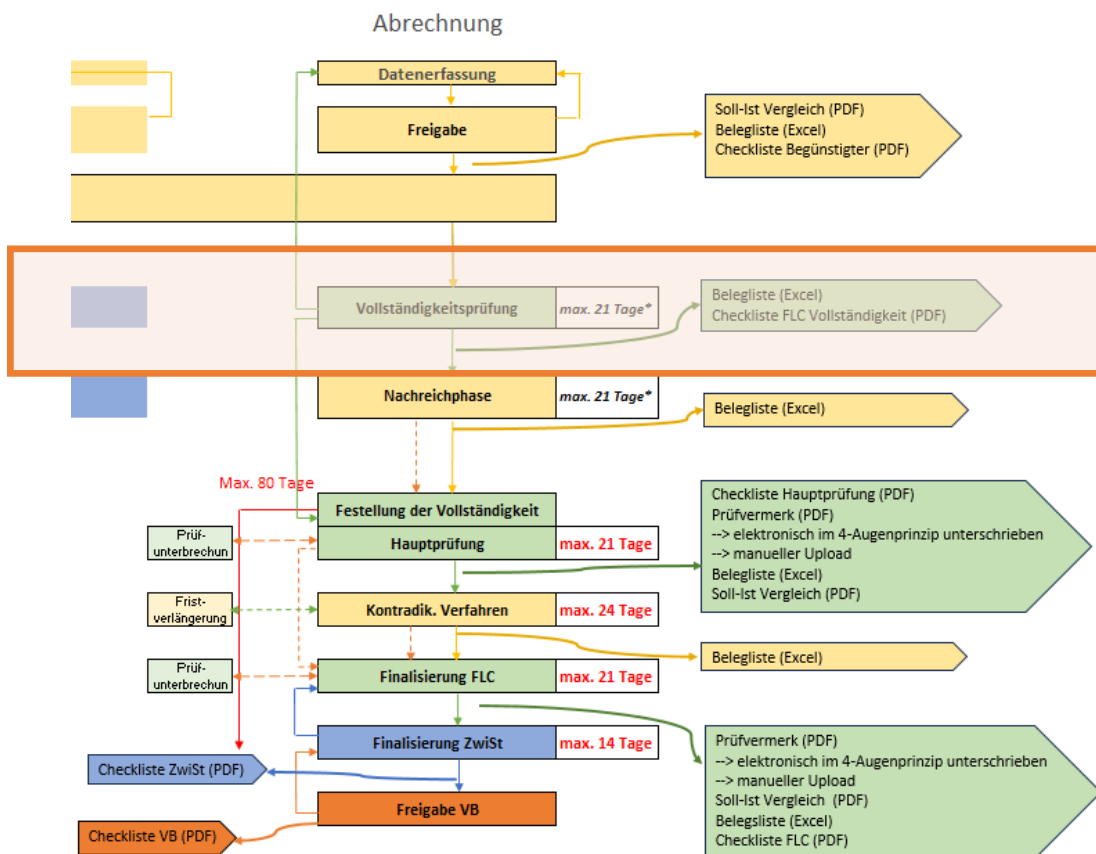 Abrechnung
Datenerfassung
Freigabe
Soll-Ist Vergleich (PDF)
Belegliste (Excel)
Checkliste Begünstigter (PDF)
Vollständigkeitsprüfung
max. 21 Tage*
Belegliste (Excel)
Checkliste FLC Vollständigkeit (PDF)
Nachreichphase
max. 21 Tage*
Belegliste (Excel)
Max. 80 Tage
Festellung der Vollständigkeit
Prüf-
unterbrechun
Hauptprüfung
max. 21 Tage
Checkliste Hauptprüfung (PDF)
Prüfvermerk (PDF)
--> elektronisch im 4-Augenprinzip unterschrieben
--> manueller Upload
Belegliste (Excel)
Soll-Ist Vergleich (PDF)
Frist-
verlängerung
Kontradik. Verfahren
max. 24 Tage
Belegliste (Excel)
Prüf-
unterbrechun
Finalisierung FLC
max. 21 Tage
Finalisierung ZwiSt
max. 14 Tage
Checkliste ZwiSt (PDF)
Prüfvermerk (PDF)
--> elektronisch im 4-Augenprinzip unterschrieben
--> manueller Upload
Soll-Ist Vergleich (PDF)
Belegsliste (Excel)
Checkliste FLC (PDF)
Freigabe VB
Checkliste VB (PDF)